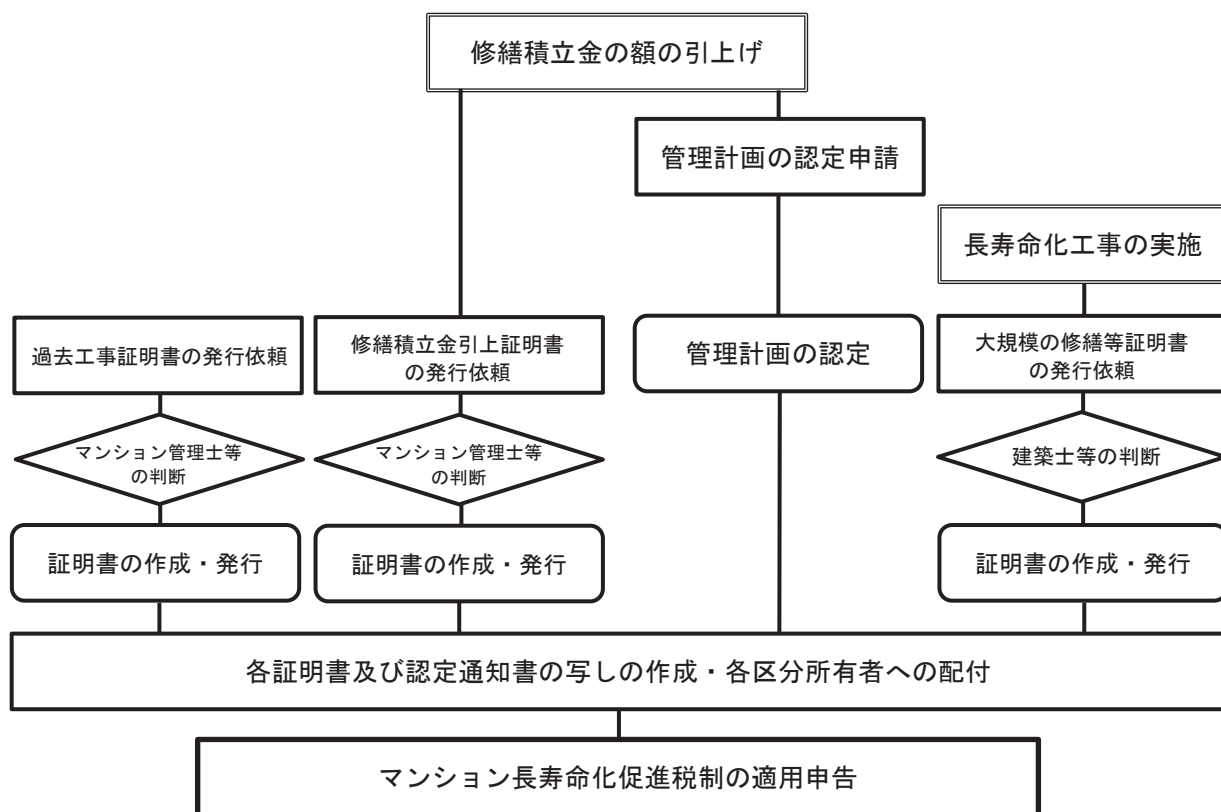 修繕積立金の額の引上げ
管理計画の認定申請
長寿命化工事の実施
過去工事証明書の発行依頼
修繕積立金引上証明書
の発行依頼
管理計画の認定
大規模の修繕等証明書
の発行依頼
マンション管理士等
の判断
マンション管理士等
の判断
建築士等の判断
証明書の作成・発行
証明書の作成・発行
証明書の作成・発行
各証明書及び認定通知書の写しの作成・各区分所有者への配付
マンション長寿命化促進税制の適用申告